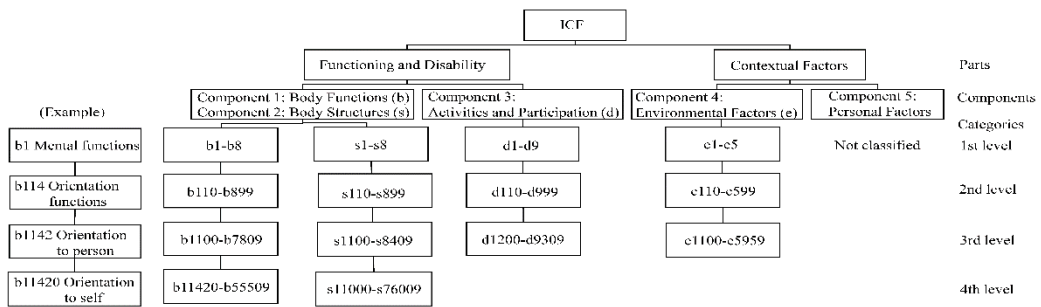 ICF
Functioning and Disability
Contextual Factors
Parts
(Example)
Component 1: Body Functions (b)
Component 2: Body Structures (s)
Component 3:
Activities and Participation (d)
Component 4:
Environmental Factors (e)
Component 5:
Personal Factors
Components
Categories
b1 Mental functions
b1-b8
s1-s8
d1-d9
e1-e5
Not classified
1st level
b114 Orientation
functions
b110-b899
s110-s899
d110-d999
e110-e599
2nd level
b1142 Orientation
to person
b1100-b7809
s1100-s8409
d1200-d9309
e1100-e5959
3rd level
b11420 Orientation
to self
b11420-b55509
s11000-s76009
4th level